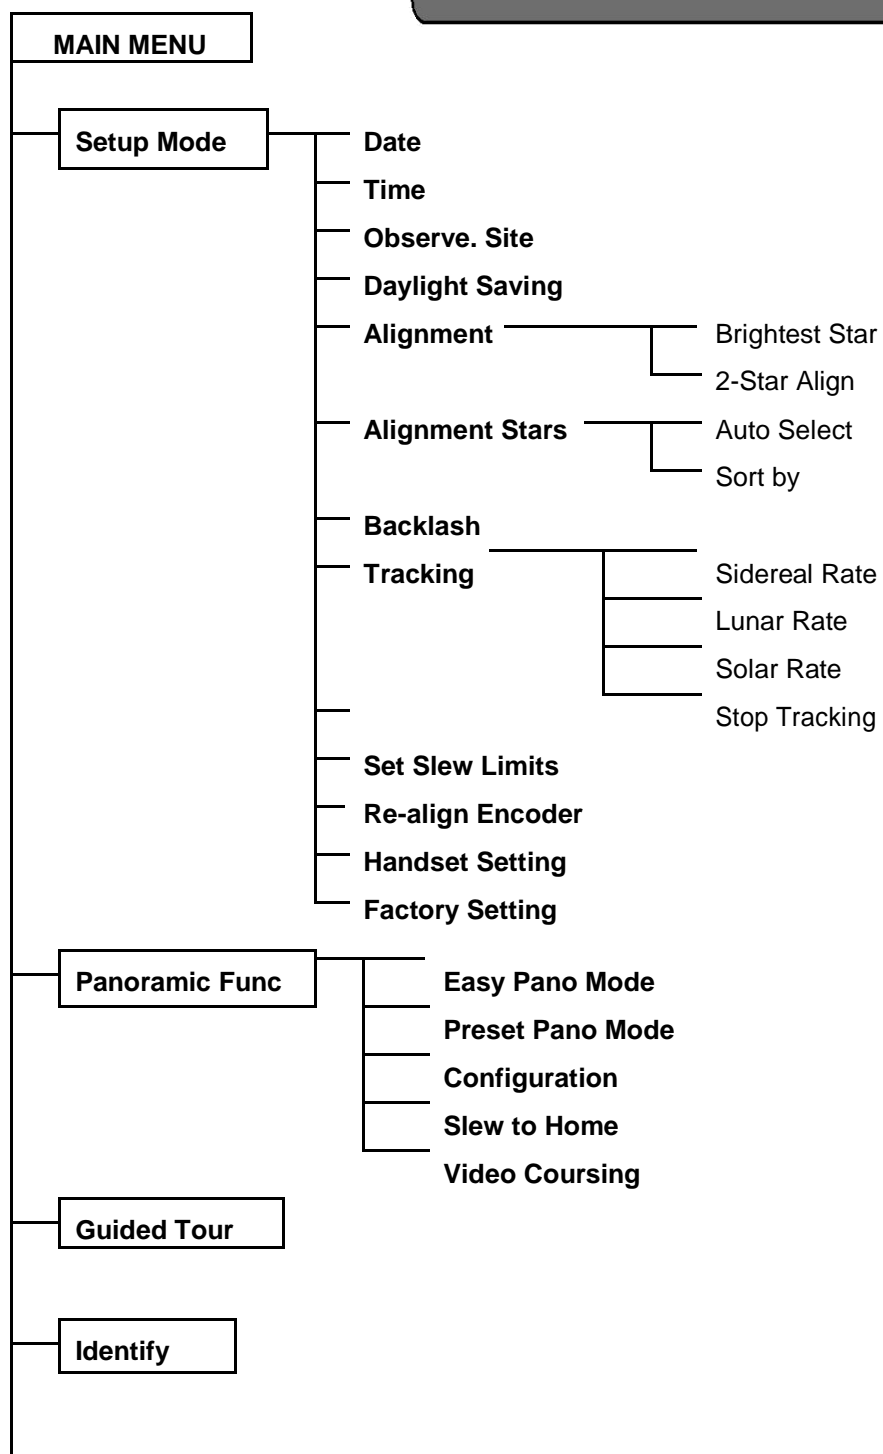 MAIN MENU
Setup Mode
Date
Time
Observe. Site
Daylight Saving
Alignment
Brightest Star
2-Star Align
Alignment Stars
Auto Select
Sort by
Backlash
Tracking
Sidereal Rate
Lunar Rate
Solar Rate
Stop Tracking
Set Slew Limits
Re-align Encoder
Handset Setting
Factory Setting
Panoramic Func
Easy Pano Mode
Preset Pano Mode
Configuration
Slew to Home
Video Coursing
Guided Tour
Identify